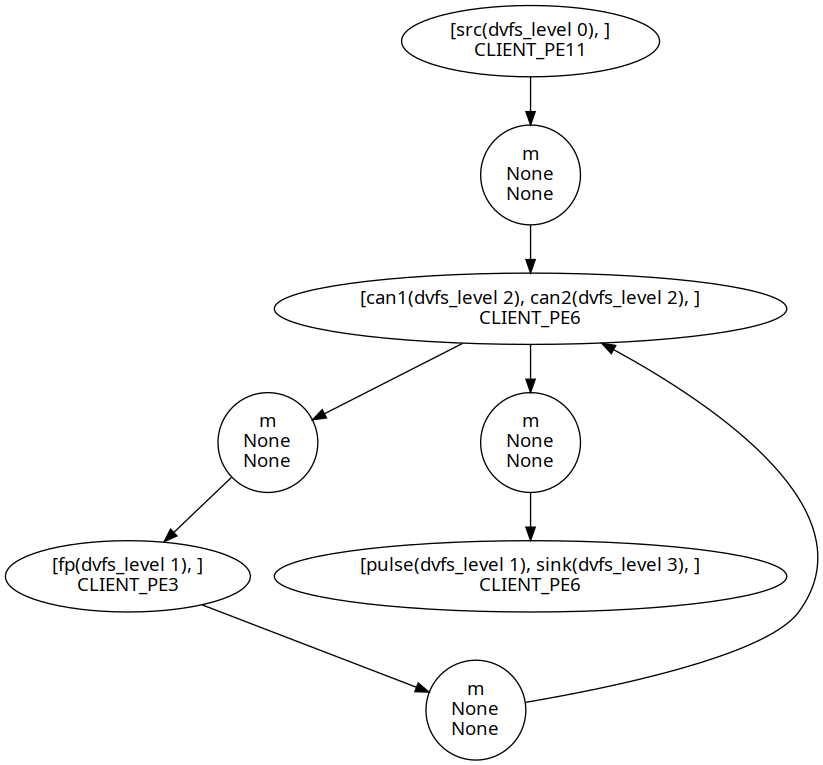 [src(dvfs_level 0), ]
CLIENT_PE11
m
None
None
[can1(dvfs_level 2), can2(dvfs_level 2), ]
CLIENT_PE6
m
None
None
m
None
None
[fp(dvfs_level 1), ]
CLIENT_PE3
[pulse(dvfs_level 1), sink(dvfs_level 3), ]
CLIENT_PE6
m
None
None